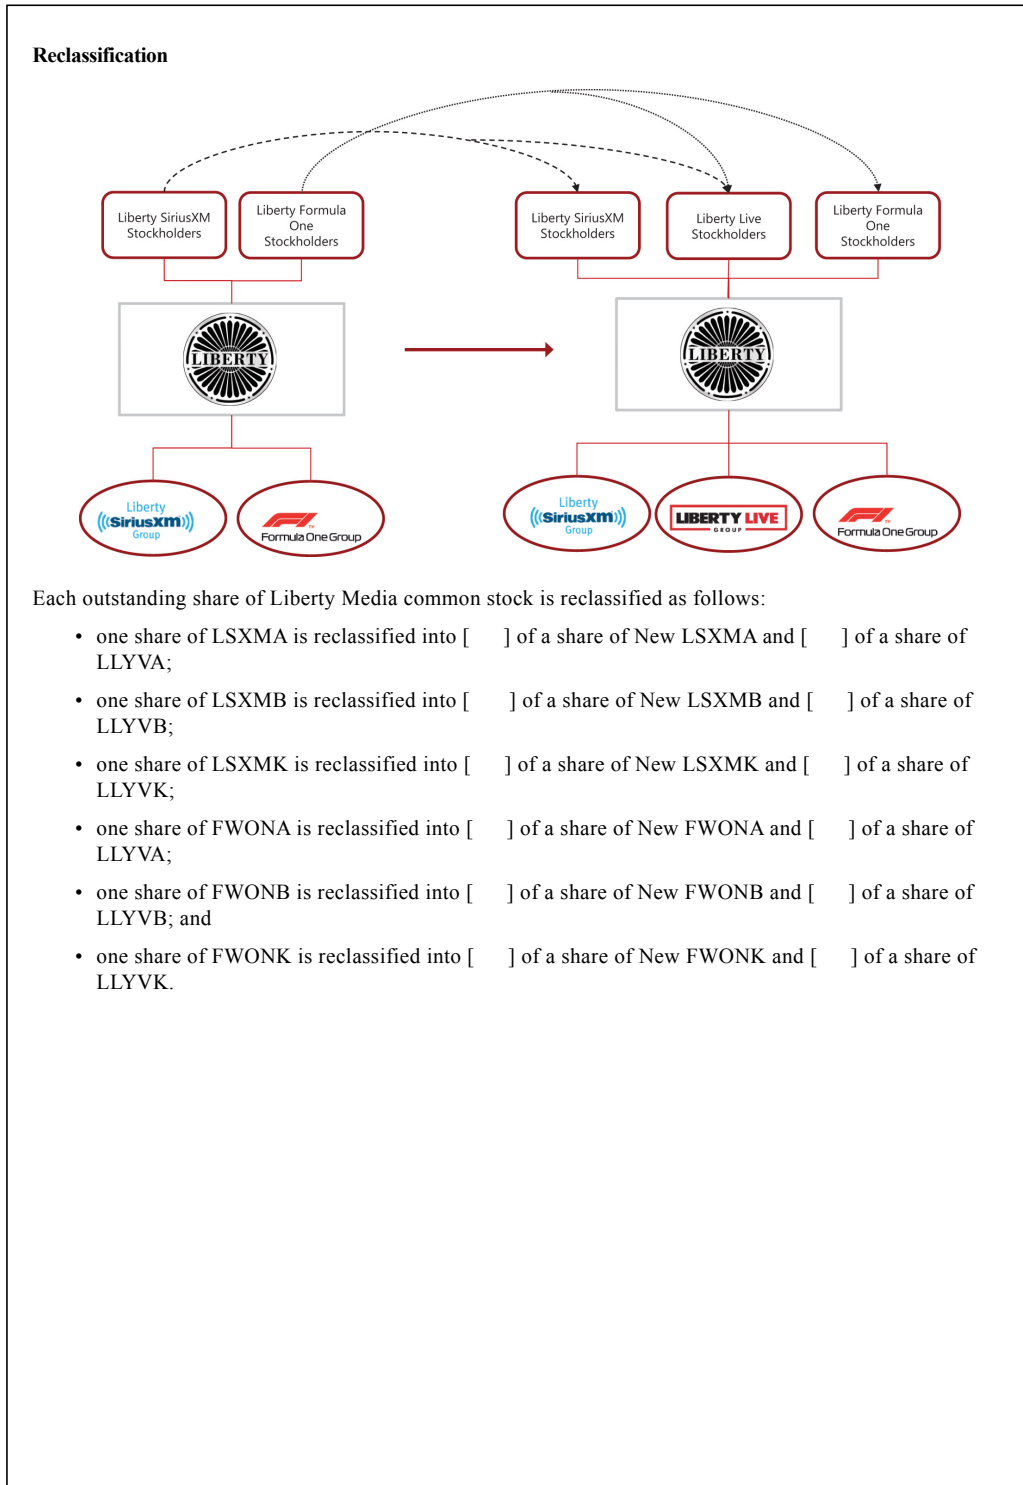 Reclassification
Liberty SiriusXM
Stockholders
Liberty Formula
One
Stockholders
Liberty SiriusXM
Stockholders
Liberty Live
Stockholders
Liberty Formula
One
Stockholders
LIBERTY
LIBERTY
Liberty
((SiriusXM))
Group
F1 TM
Formula One Group
Liberty
((SiriusXM))
Group
LIBERTY LIVE
GROUP
F1 TM
Formula One Group
Each outstanding share of Liberty Media common stock is reclassified as follows:
• one share of LSXMA is reclassified into [ ] of a share of New LSXMA and [ ] of a share of
LLYVA;
• one share of LSXMB is reclassified into [ ] of a share of New LSXMB and [ ] of a share of
LLYVB;
• one share of LSXMK is reclassified into [ ] of a share of New LSXMK and [ ] of a share of
LLYVK;
• one share of FWONA is reclassified into [ ] of a share of New FWONA and [ ] of a share of
LLYVA;
• one share of FWONB is reclassified into [ ] of a share of New FWONB and [ ] of a share of
LLYVB; and
• one share of FWONK is reclassified into [ ] of a share of New FWONK and [ ] of a share of
LLYVK.